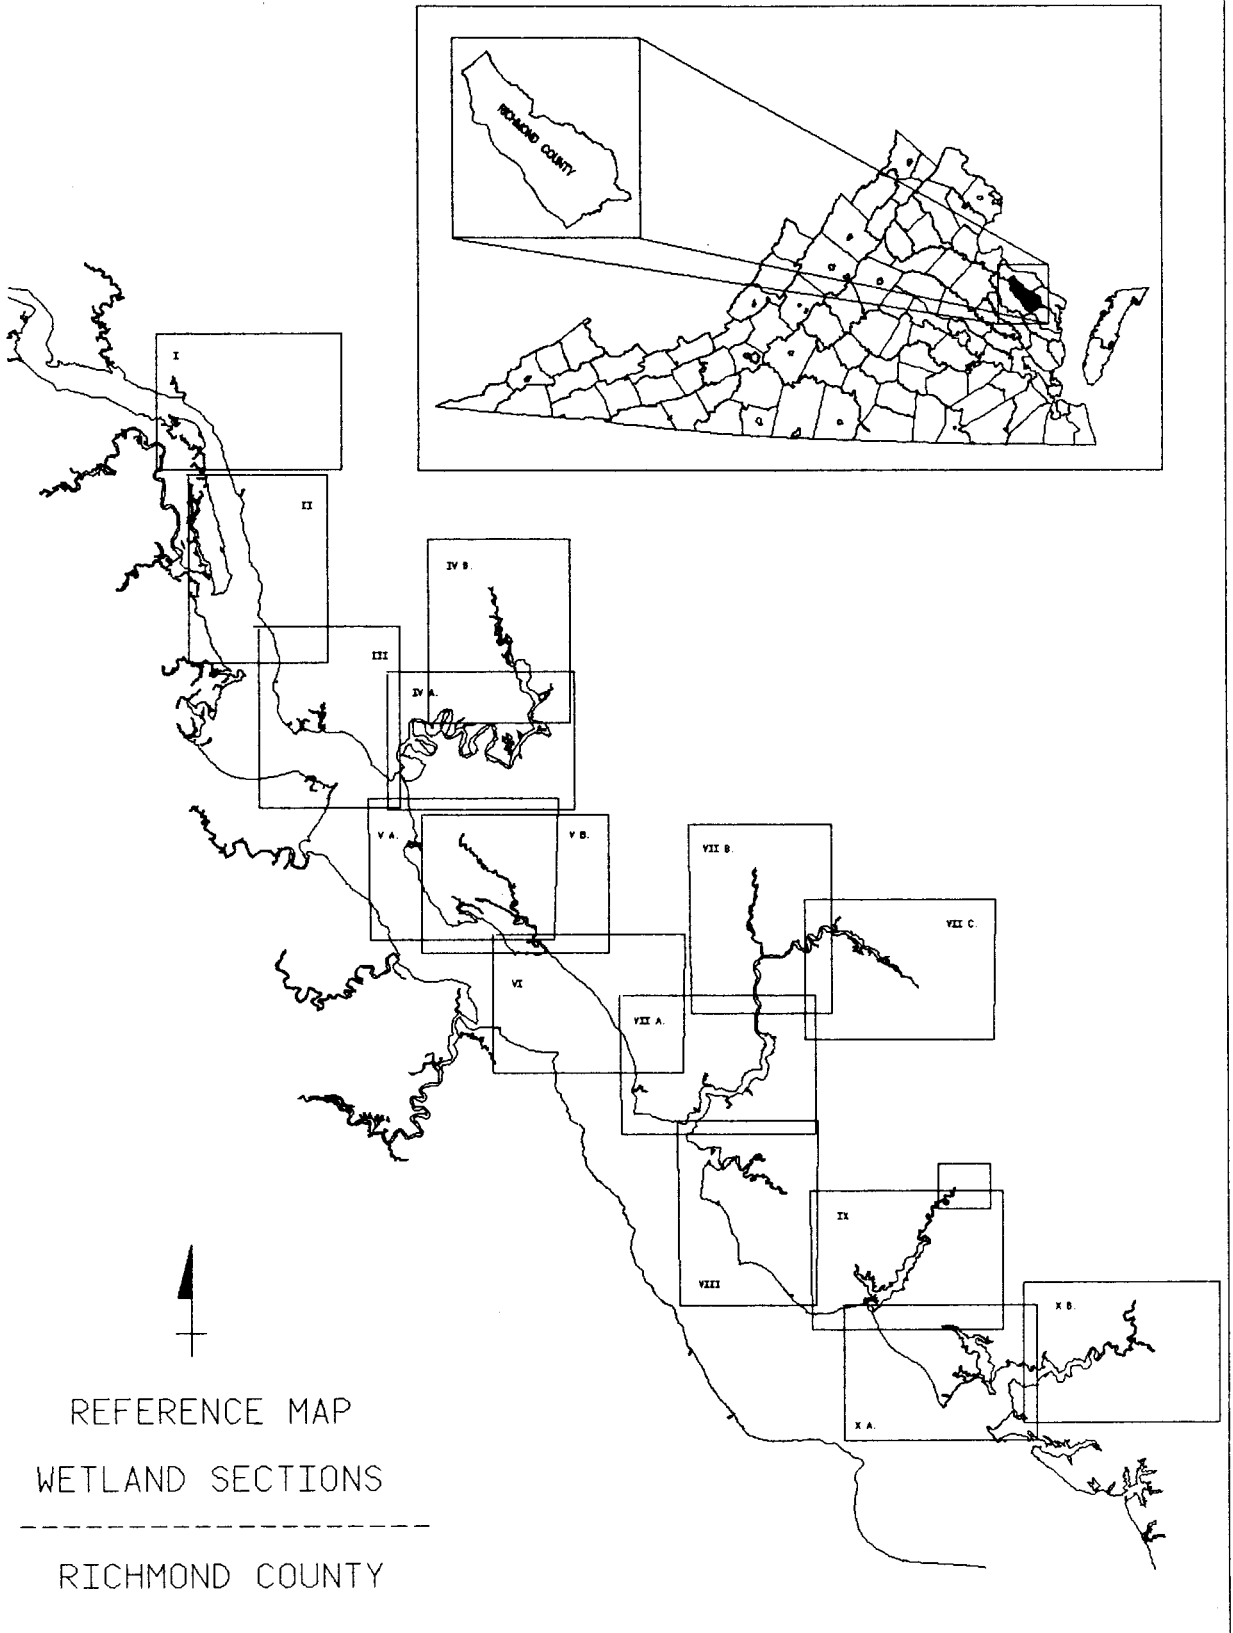 RICHMOND COUNTY
I
II
IV B.
III
IV A.
V A.
V B.
VII B.
VII C.
VI
VII A.
IX
VIII
X B.
X A.
REFERENCE MAP
WETLAND SECTIONS
RICHMOND COUNTY